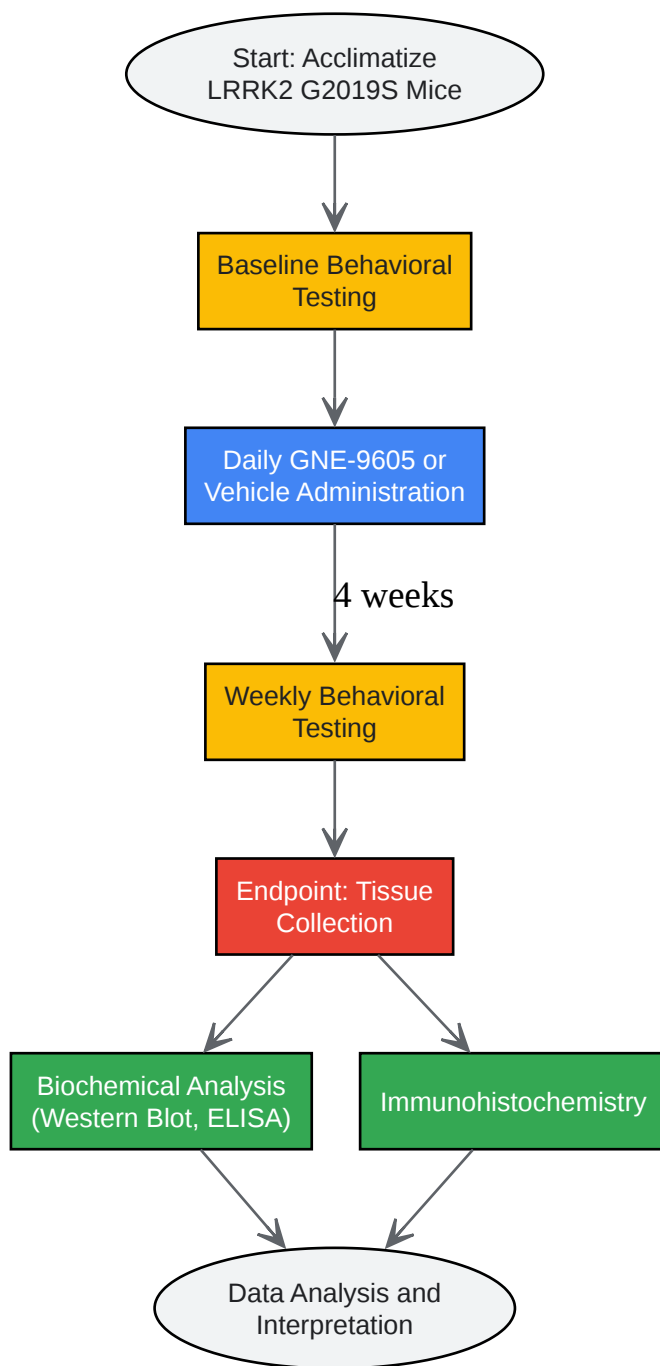 Start: Acclimatize
LRRK2 G2019S Mice
Baseline Behavioral
Testing
Daily GNE-9605 or
Vehicle Administration
4 weeks
Weekly Behavioral
Testing
Endpoint: Tissue
Collection
Biochemical Analysis
(Western Blot, ELISA)
Immunohistochemistry
Data Analysis and
Interpretation